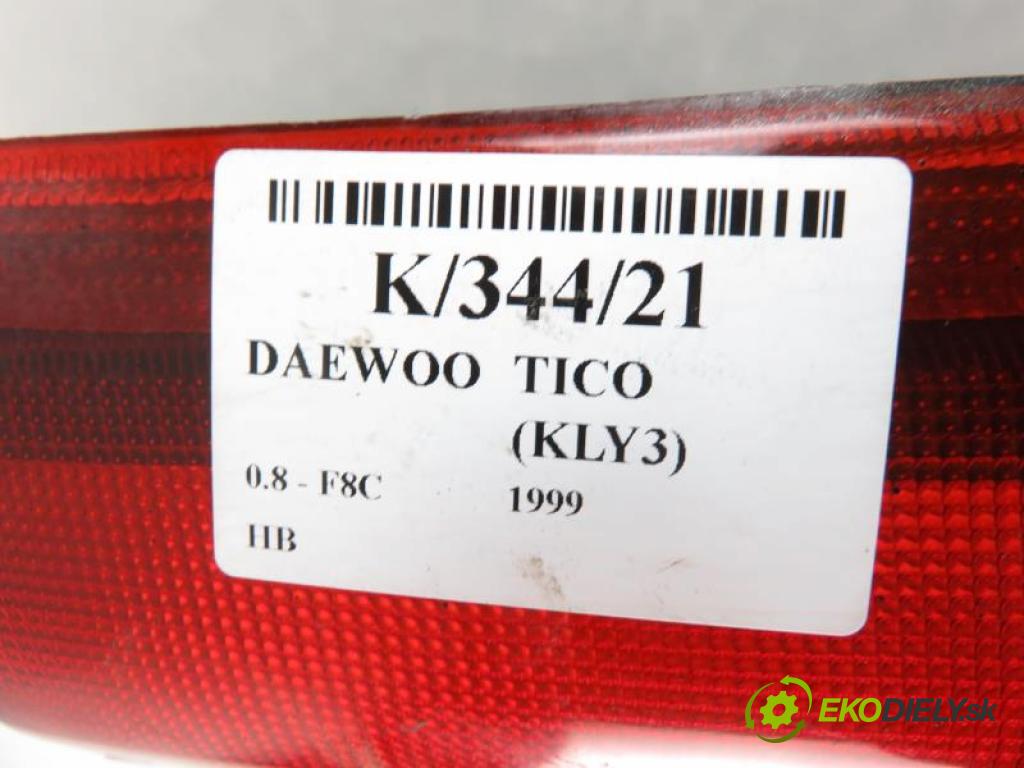 K/344/21
DAEWOO TICO
(KLY3)
0.8 - F8C 1999
HB
EKODIELY.sk